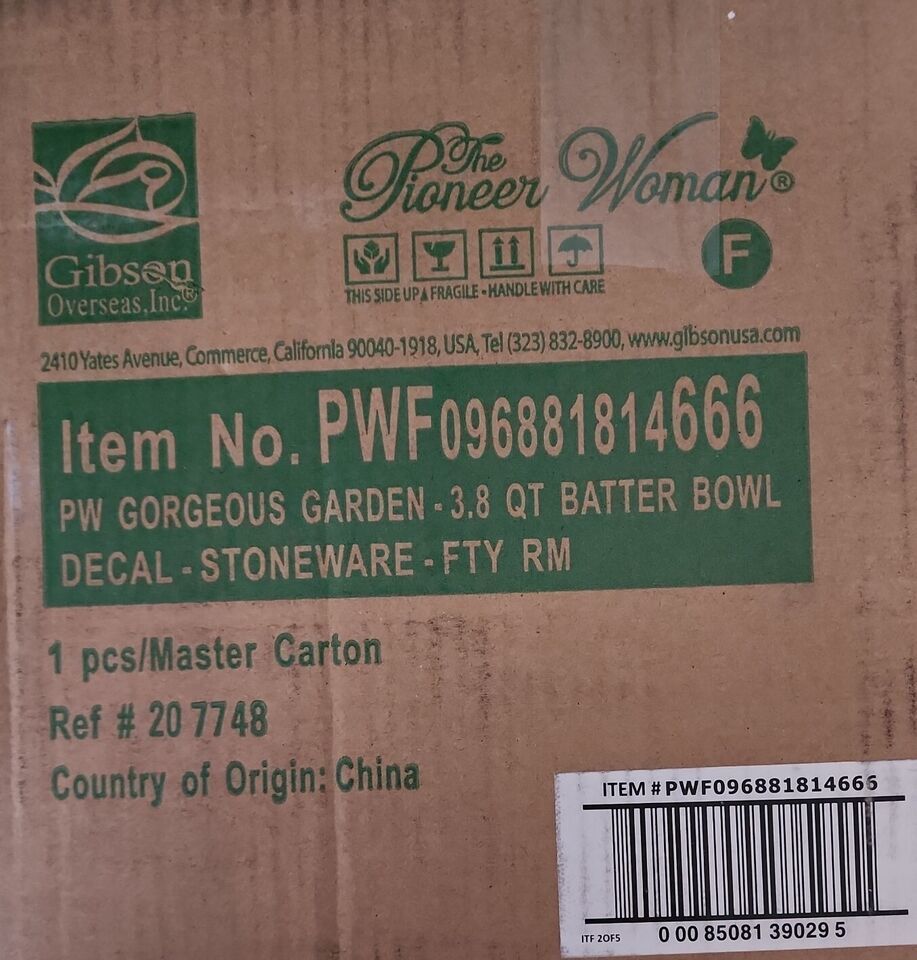 The
Pioneer Woman®
Gibson
Overseas, Inc.®
F
THIS SIDE UP FRAGILE - HANDLE WITH CARE
2410 Yates Avenue, Commerce, California 90040-1918, USA, Tel (323) 832-8900, www.gibsonusa.com
Item No. PWF096881814666
PW GORGEOUS GARDEN - 3.8 QT BATTER BOWL
DECAL - STONEWARE - FTY RM
1 pcs/Master Carton
Ref # 20 7748
Country of Origin: China
ITEM # PWF096881814666
ITF 2OF5 0 00 85081 39029 5